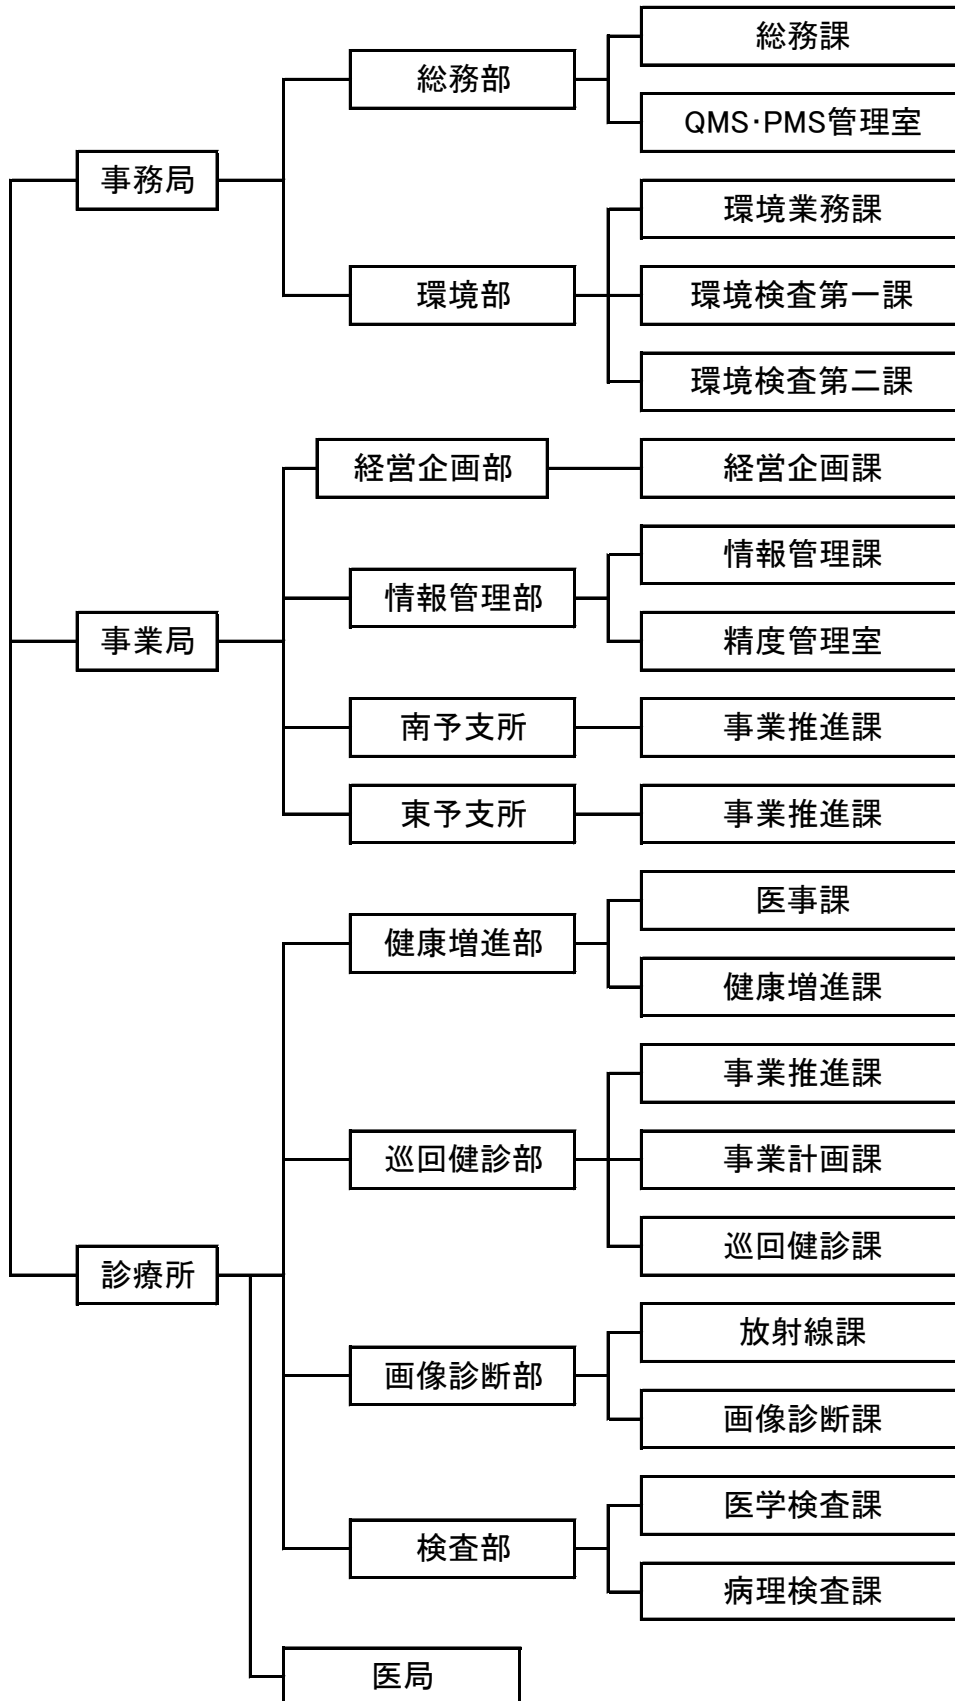 総務課
総務部
QMS・PMS管理室
事務局
環境業務課
環境部
環境検査第一課
環境検査第二課
経営企画部
経営企画課
情報管理課
情報管理部
事業局
精度管理室
南予支所
事業推進課
東予支所
事業推進課
医事課
健康増進部
健康増進課
事業推進課
巡回健診部
事業計画課
巡回健診課
診療所
放射線課
画像診断部
画像診断課
医学検査課
検査部
病理検査課
医局